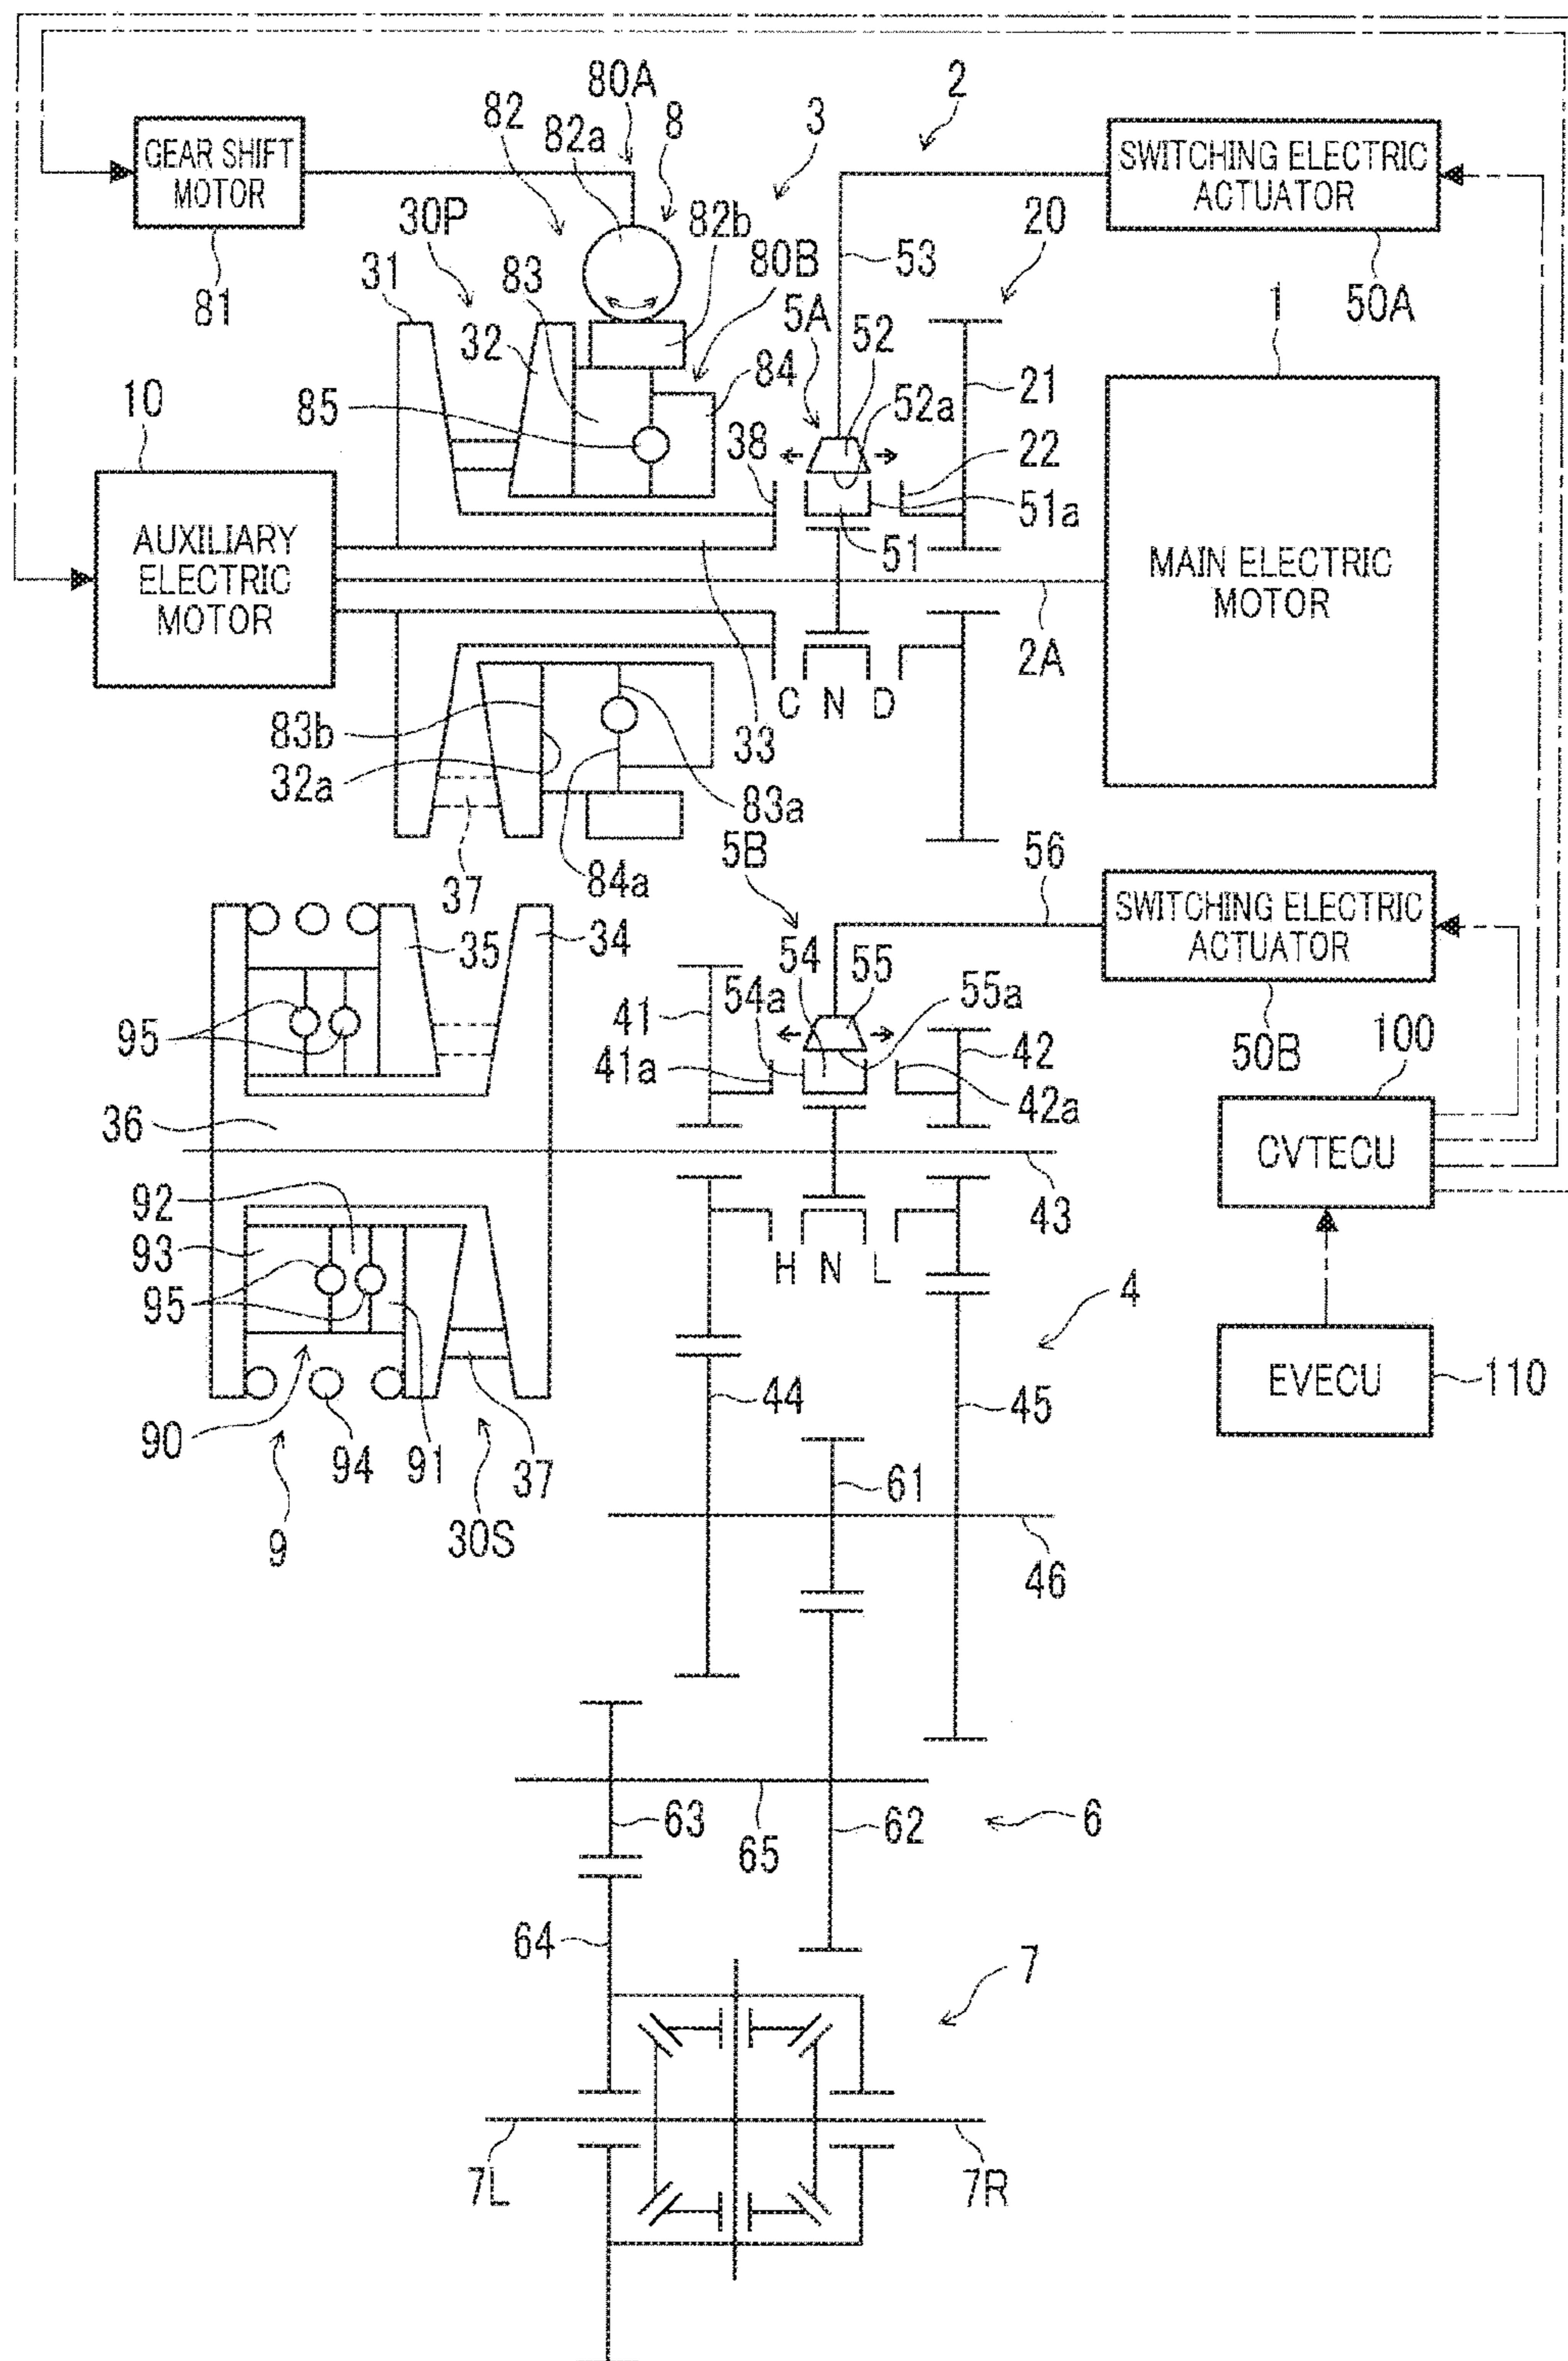 80A
2
82
82a
8
3
GEAR SHIFT
MOTOR
SWITCHING ELECTRIC
ACTUATOR
30P
82b
20
31
83
80B
53
81
5A
52
1
50A
32
84
21
10
85
52a
38
22
51a
51
AUXILIARY
ELECTRIC
MOTOR
MAIN ELECTRIC
MOTOR
2A
C N D
83b
33
32a
83a
5B
56
37
84a
SWITCHING ELECTRIC
ACTUATOR
35
34
54
55
54a
55a
41
95
42
50B
100
41a
42a
36
CVTECU
92
43
93
H N L
95
4
44
45
EVECU
110
90
94
91
37
61
9
30S
46
63
62
6
65
64
7
7L
7R